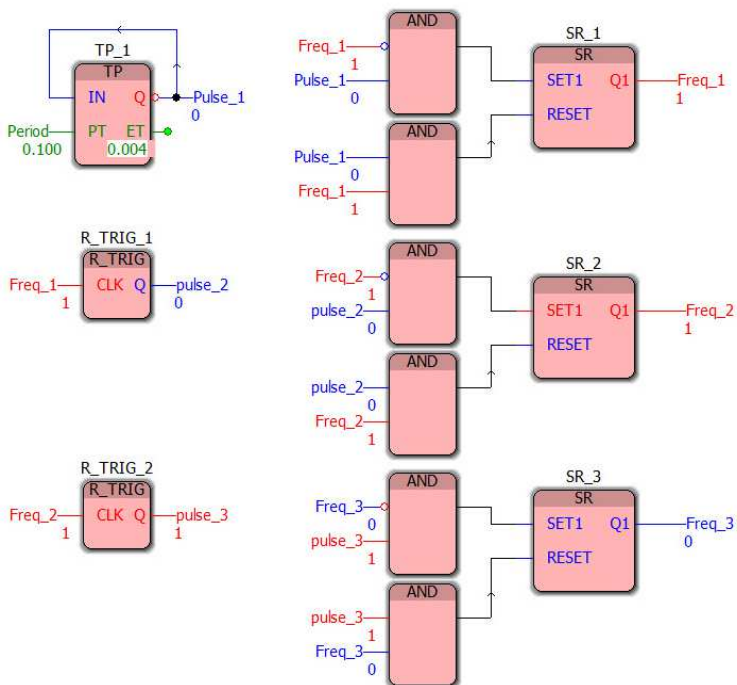 TP_1
TP
IN Q Pulse_1
0
Period PT ET
0.100 0.004
AND
Freq_1
1
Pulse_1
0
AND
Pulse_1
0
Freq_1
1
SR_1
SR
SET1 Q1 Freq_1
1
RESET
R_TRIG_1
R_TRIG
Freq_1 CLK Q pulse_2
1 0
AND
Freq_2
1
pulse_2
0
AND
pulse_2
0
Freq_2
1
SR_2
SR
SET1 Q1 Freq_2
1
RESET
R_TRIG_2
R_TRIG
Freq_2 CLK Q pulse_3
1 1
AND
Freq_3
0
pulse_3
1
AND
pulse_3
1
Freq_3
0
SR_3
SR
SET1 Q1 Freq_3
0
RESET